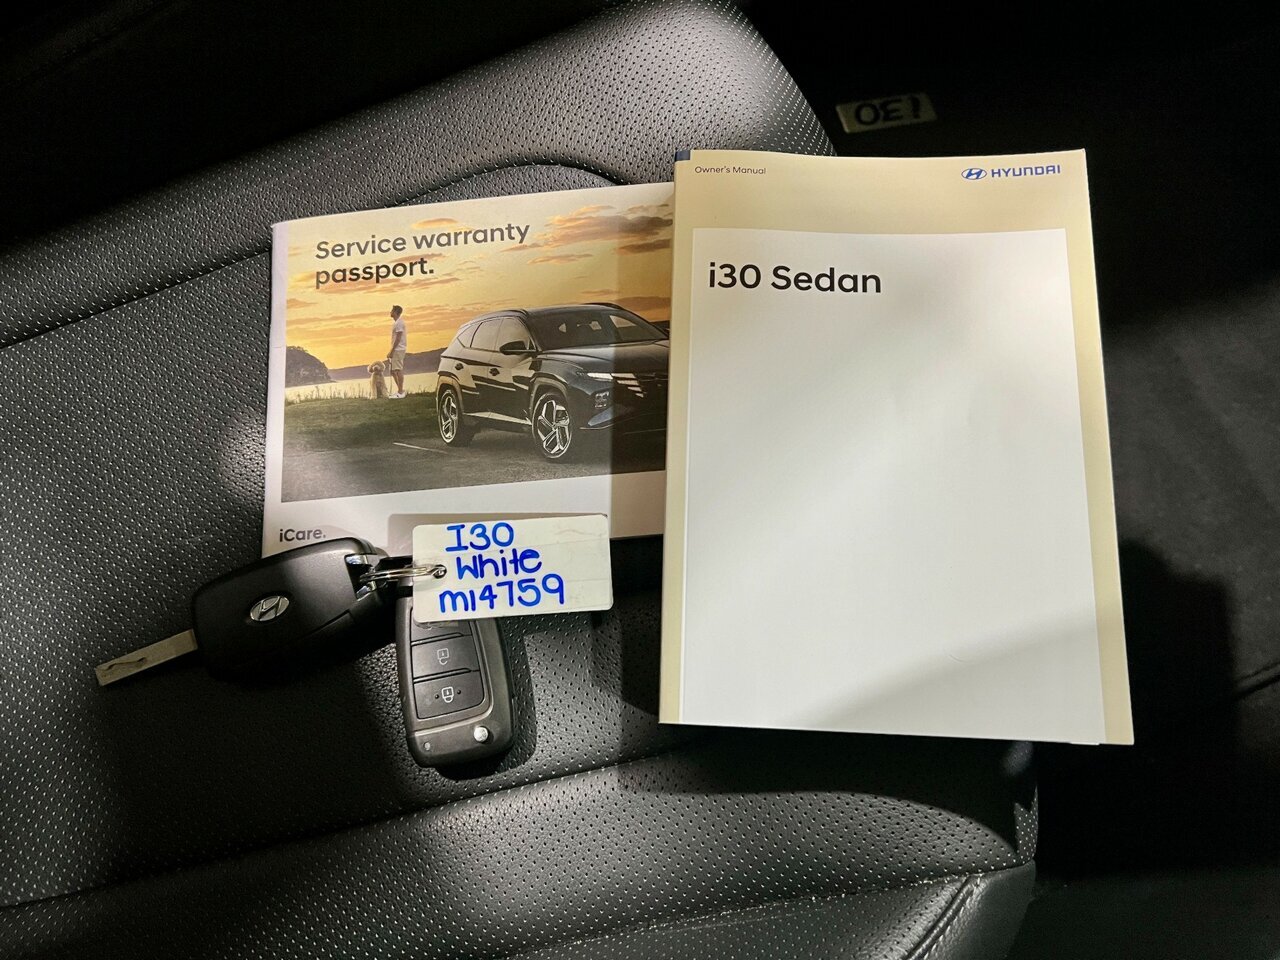 Owner's Manual
HYUNDAI
i30 Sedan
Service warranty
passport.
iCare.
I30
White
m14759
i30